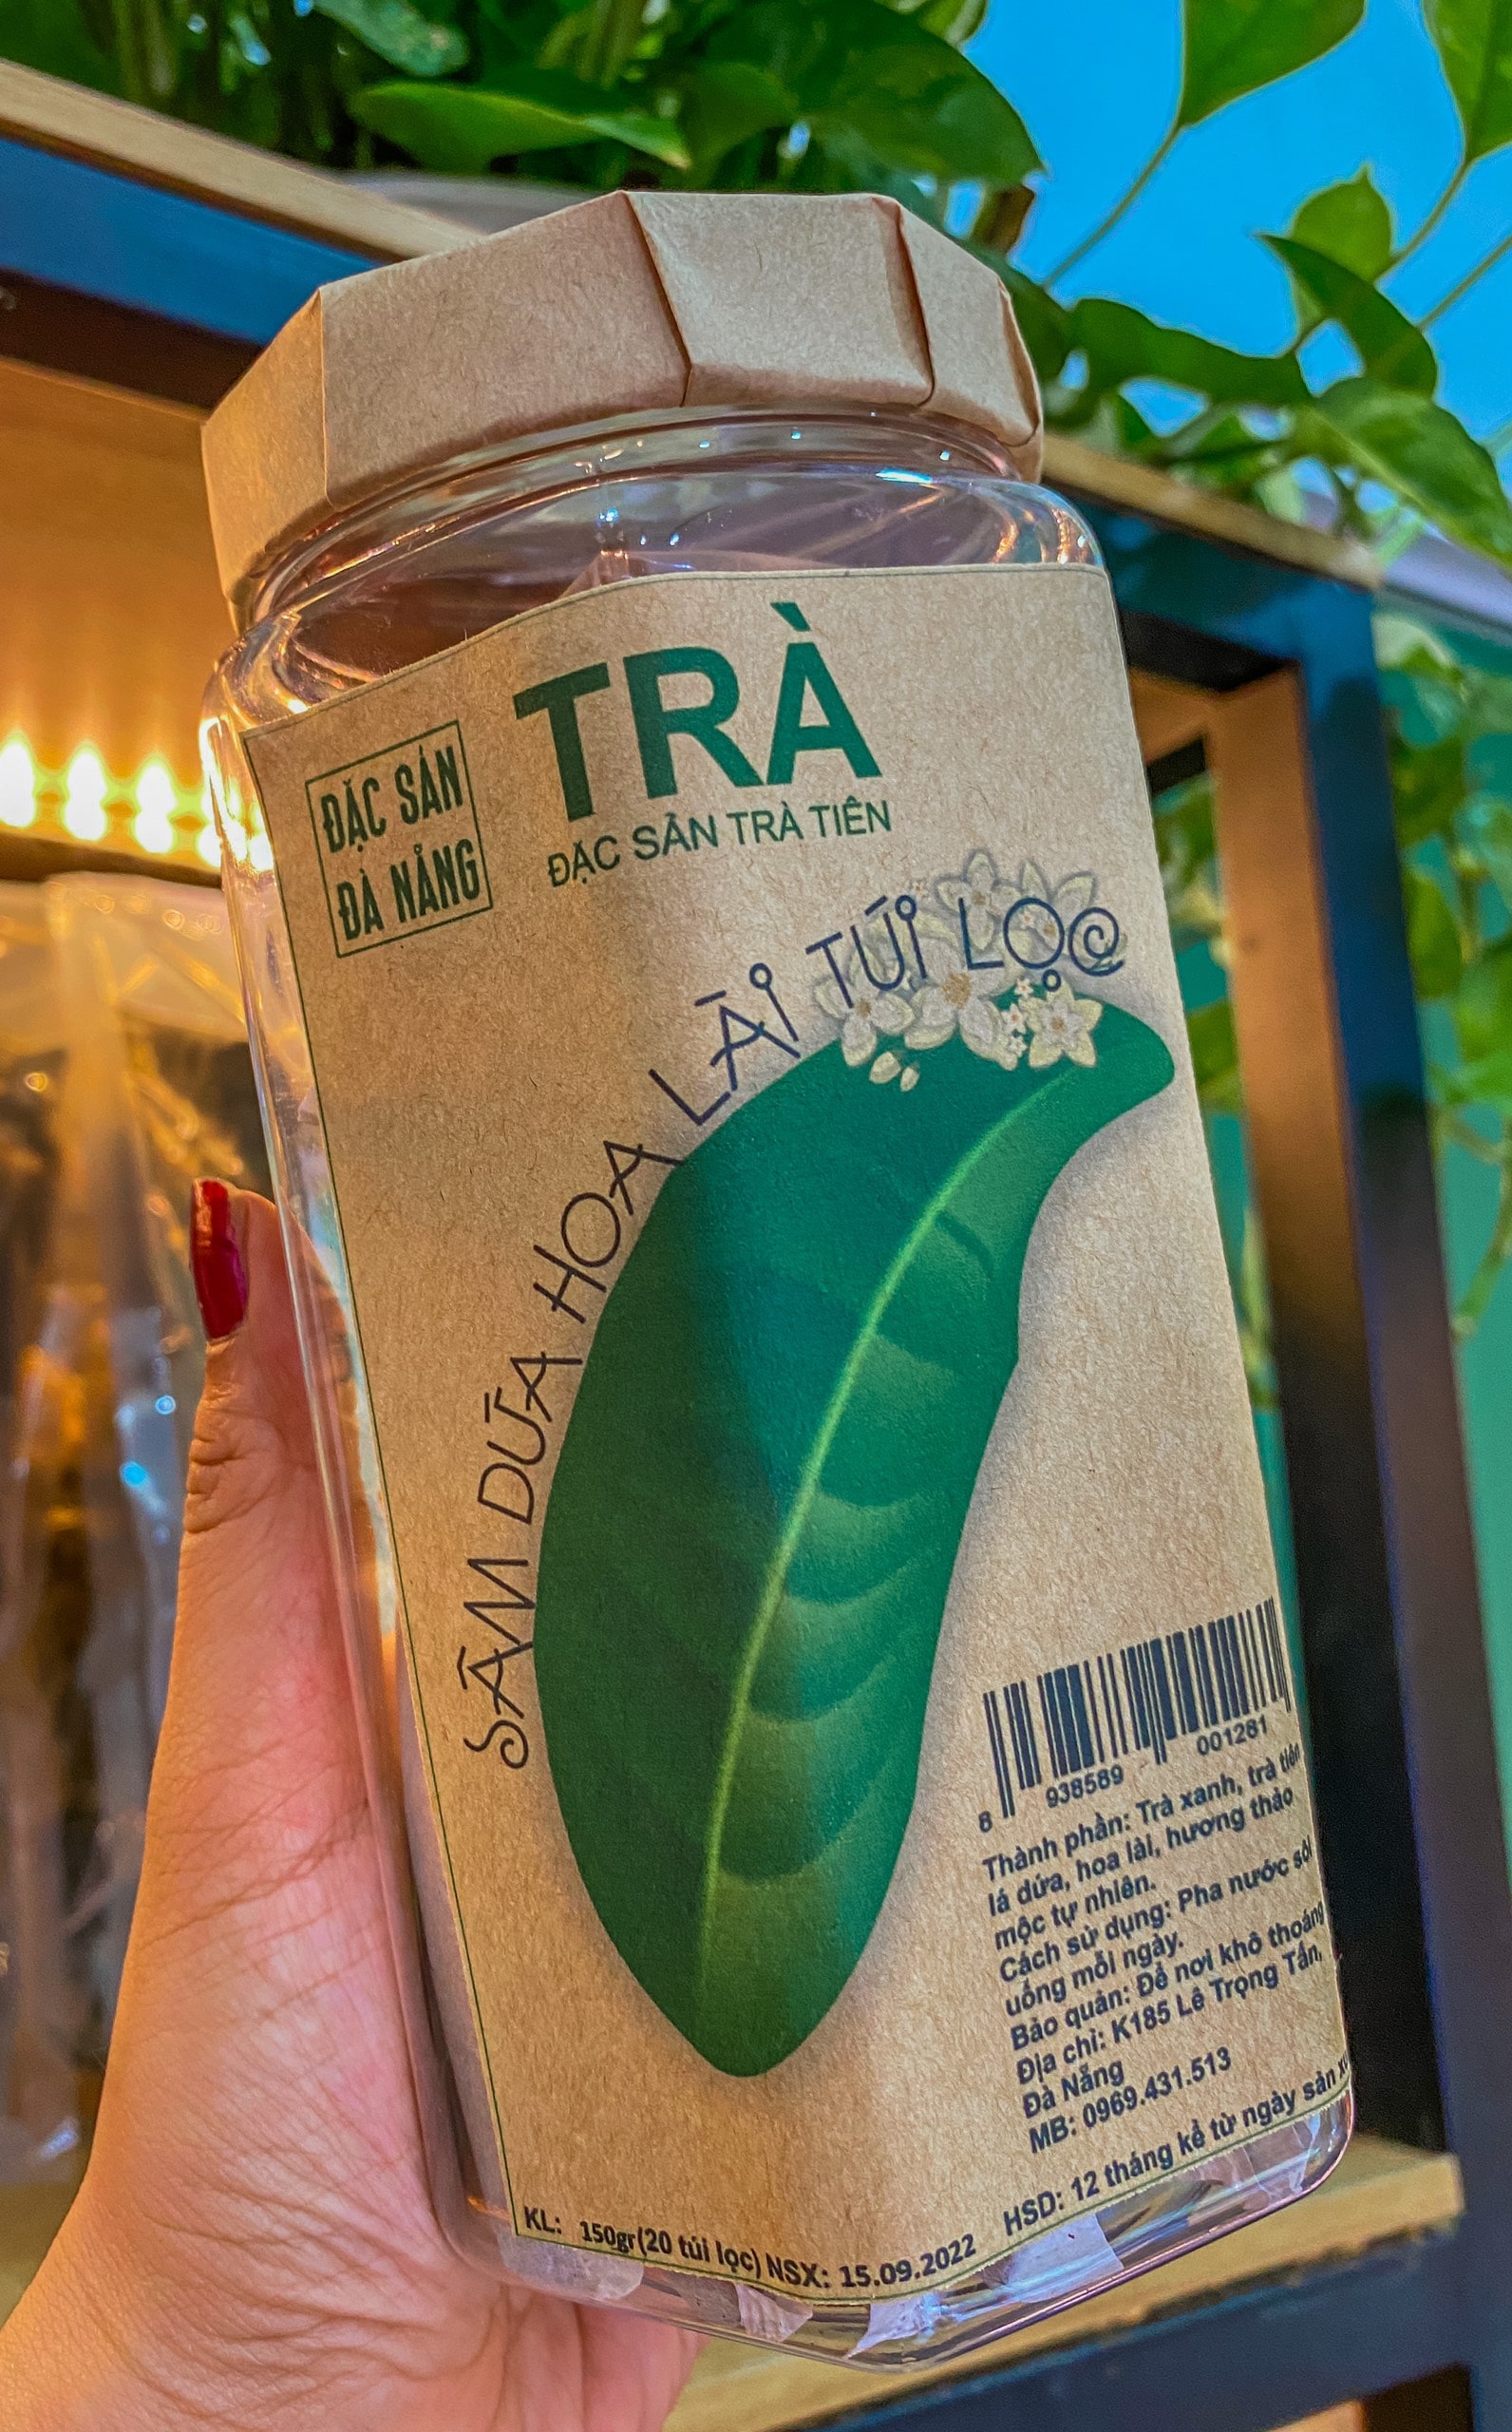 TRÀ
ĐẶC SẢN TRÀ TIÊN
ĐẶC SẢN
ĐÀ NẴNG
SÂM DỨA HOA LÀI TÚI LỌC
8 938589 001281
Thành phần: Trà xanh, trà tiên
lá dứa, hoa lài, hương thảo
mộc tự nhiên.
Cách sử dụng: Pha nước sôi
uống mỗi ngày.
Bảo quản: Để nơi khô thoáng
Địa chỉ: K185 Lê Trọng Tấn,
Đà Nẵng
MB: 0969.431.513
KL: 150gr(20 túi lọc) NSX: 15.09.2022 HSD: 12 tháng kể từ ngày sản